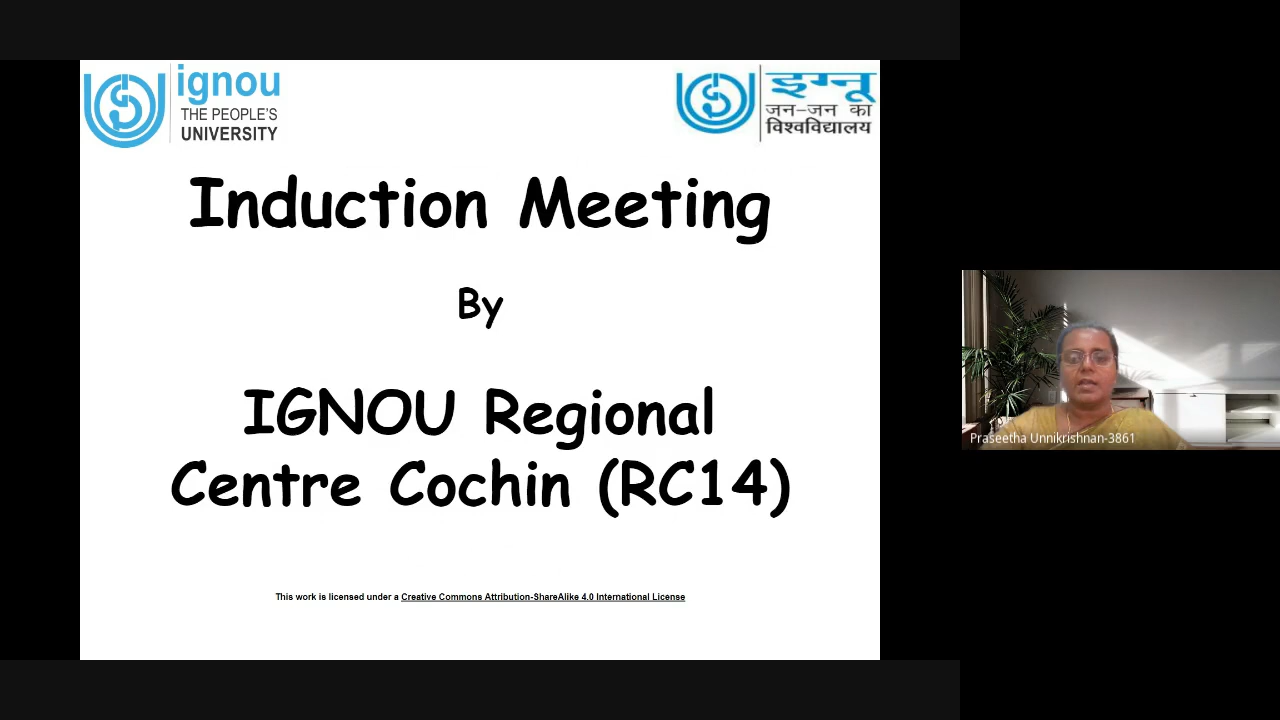 ignou
THE PEOPLE'S
UNIVERSITY
इग्नू
जन-जन का
विश्वविद्यालय
Induction Meeting
By
IGNOU Regional
Centre Cochin (RC14)
This work is licensed under a Creative Commons Attribution-ShareAlike 4.0 International License
Praseetha Unnikrishnan-3861